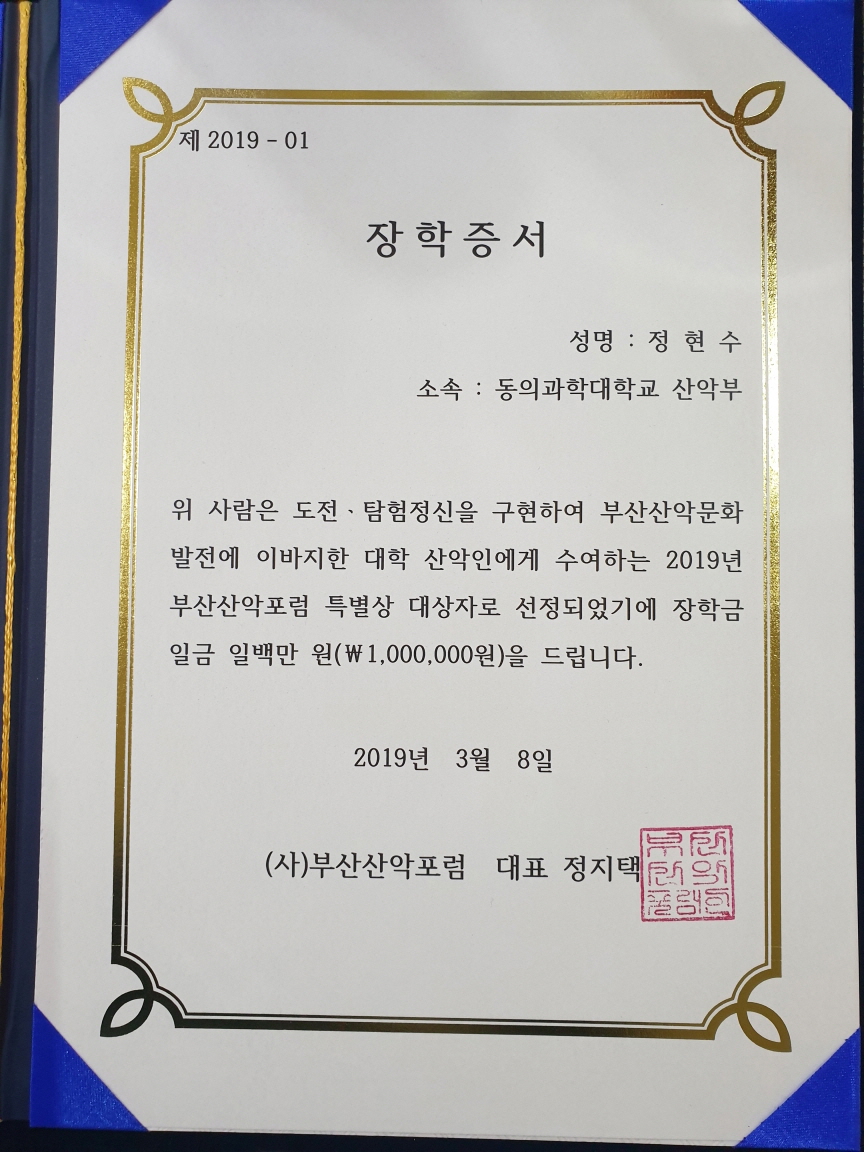 제 2019 - 01
장학증서
성명 : 정 현 수
소속 : 동의과학대학교 산악부
위 사람은 도전、탐험정신을 구현하여 부산산악문화
발전에 이바지한 대학 산악인에게 수여하는 2019년
부산산악포럼 특별상 대상자로 선정되었기에 장학금
일금 일백만 원(₩1,000,000원)을 드립니다.
2019년 3월 8일
(사)부산산악포럼 대표 정지택